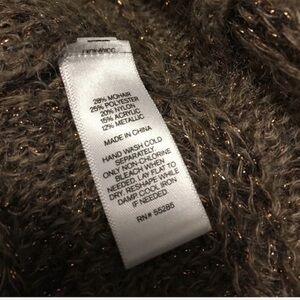 28% MOHAIR
25% POLYESTER
20% NYLON
15% ACRYLIC
12% METALLIC
MADE IN CHINA
HAND WASH COLD
SEPARATELY
ONLY NON-CHLORINE
BLEACH WHEN
NEEDED. LAY FLAT TO
DRY. RESHAPE WHILE
DAMP. COOL IRON
IF NEEDED.
RN# 55285